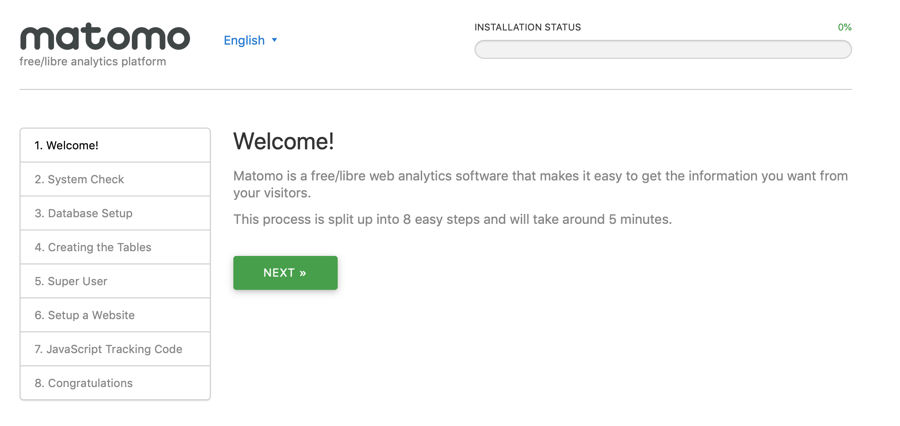 matomo
free/libre analytics platform
English
INSTALLATION STATUS
0%
1. Welcome!
2. System Check
3. Database Setup
4. Creating the Tables
5. Super User
6. Setup a Website
7. JavaScript Tracking Code
8. Congratulations
Welcome!
Matomo is a free/libre web analytics software that makes it easy to get the information you want from
your visitors.
This process is split up into 8 easy steps and will take around 5 minutes.
NEXT »